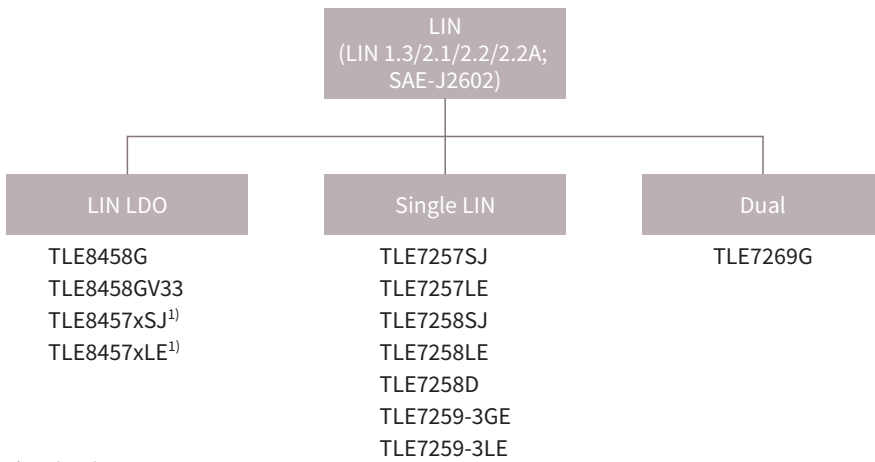 LIN
(LIN 1.3/2.1/2.2/2.2A;
SAE-J2602)
LIN LDO
TLE8458G
TLE8458GV33
TLE8457xSJ1)
TLE8457xLE1)
Single LIN
TLE7257SJ
TLE7257LE
TLE7258SJ
TLE7258LE
TLE7258D
TLE7259-3GE
TLE7259-3LE
Dual
TLE7269G